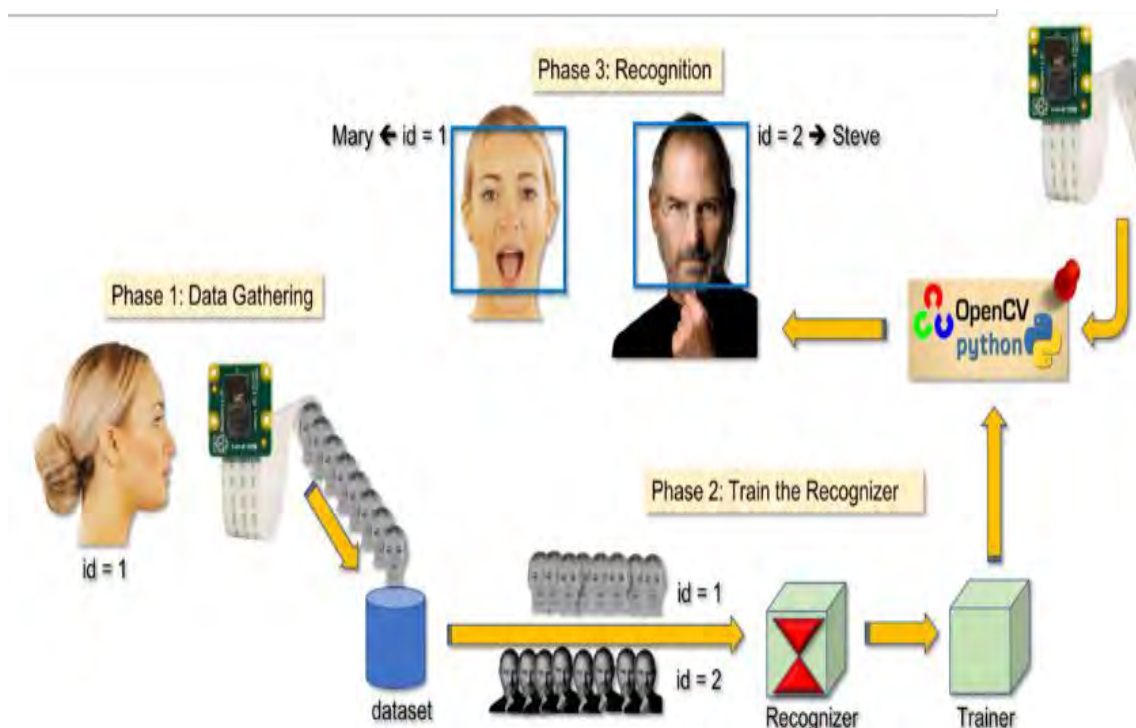 Phase 3: Recognition
Mary ← id = 1
id = 2 → Steve
Phase 1: Data Gathering
OpenCV
python
Phase 2: Train the Recognizer
id = 1
id = 1
id = 2
dataset
Recognizer
Trainer